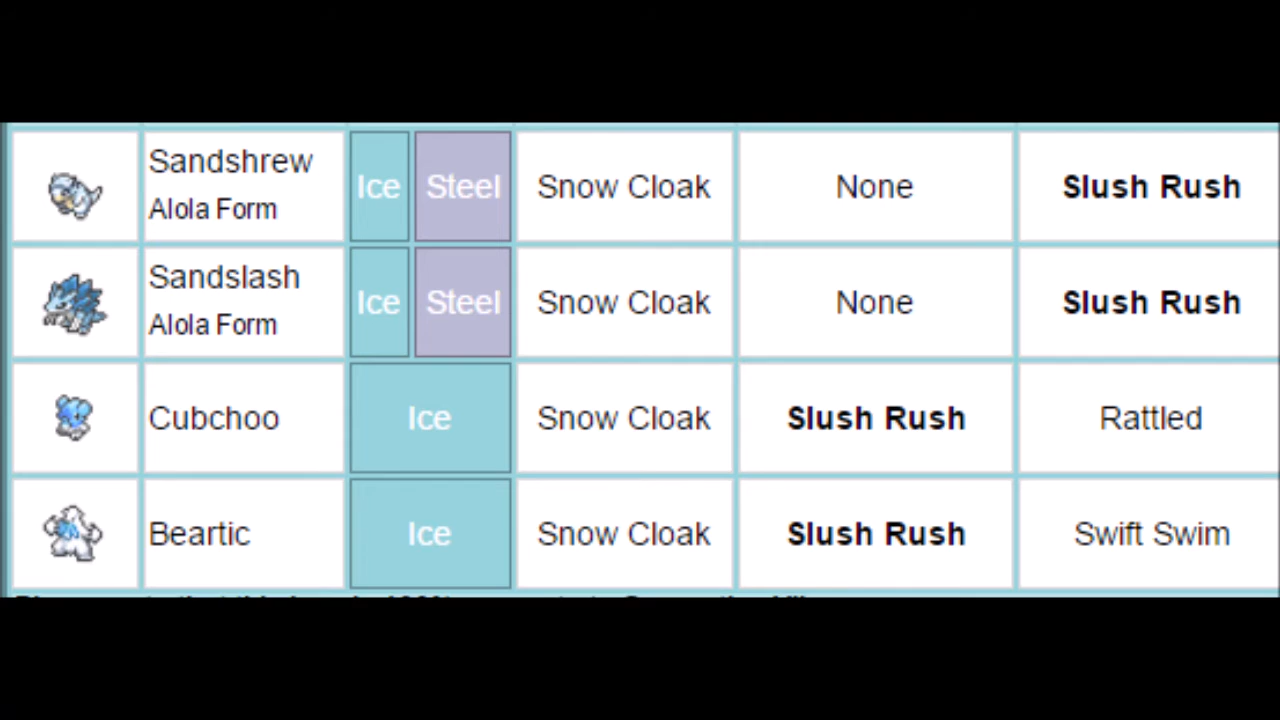 Sandshrew
Alola Form
Ice
Steel
Snow Cloak
None
Slush Rush
Sandslash
Alola Form
Ice
Steel
Snow Cloak
None
Slush Rush
Cubchoo
Ice
Snow Cloak
Slush Rush
Rattled
Beartic
Ice
Snow Cloak
Slush Rush
Swift Swim